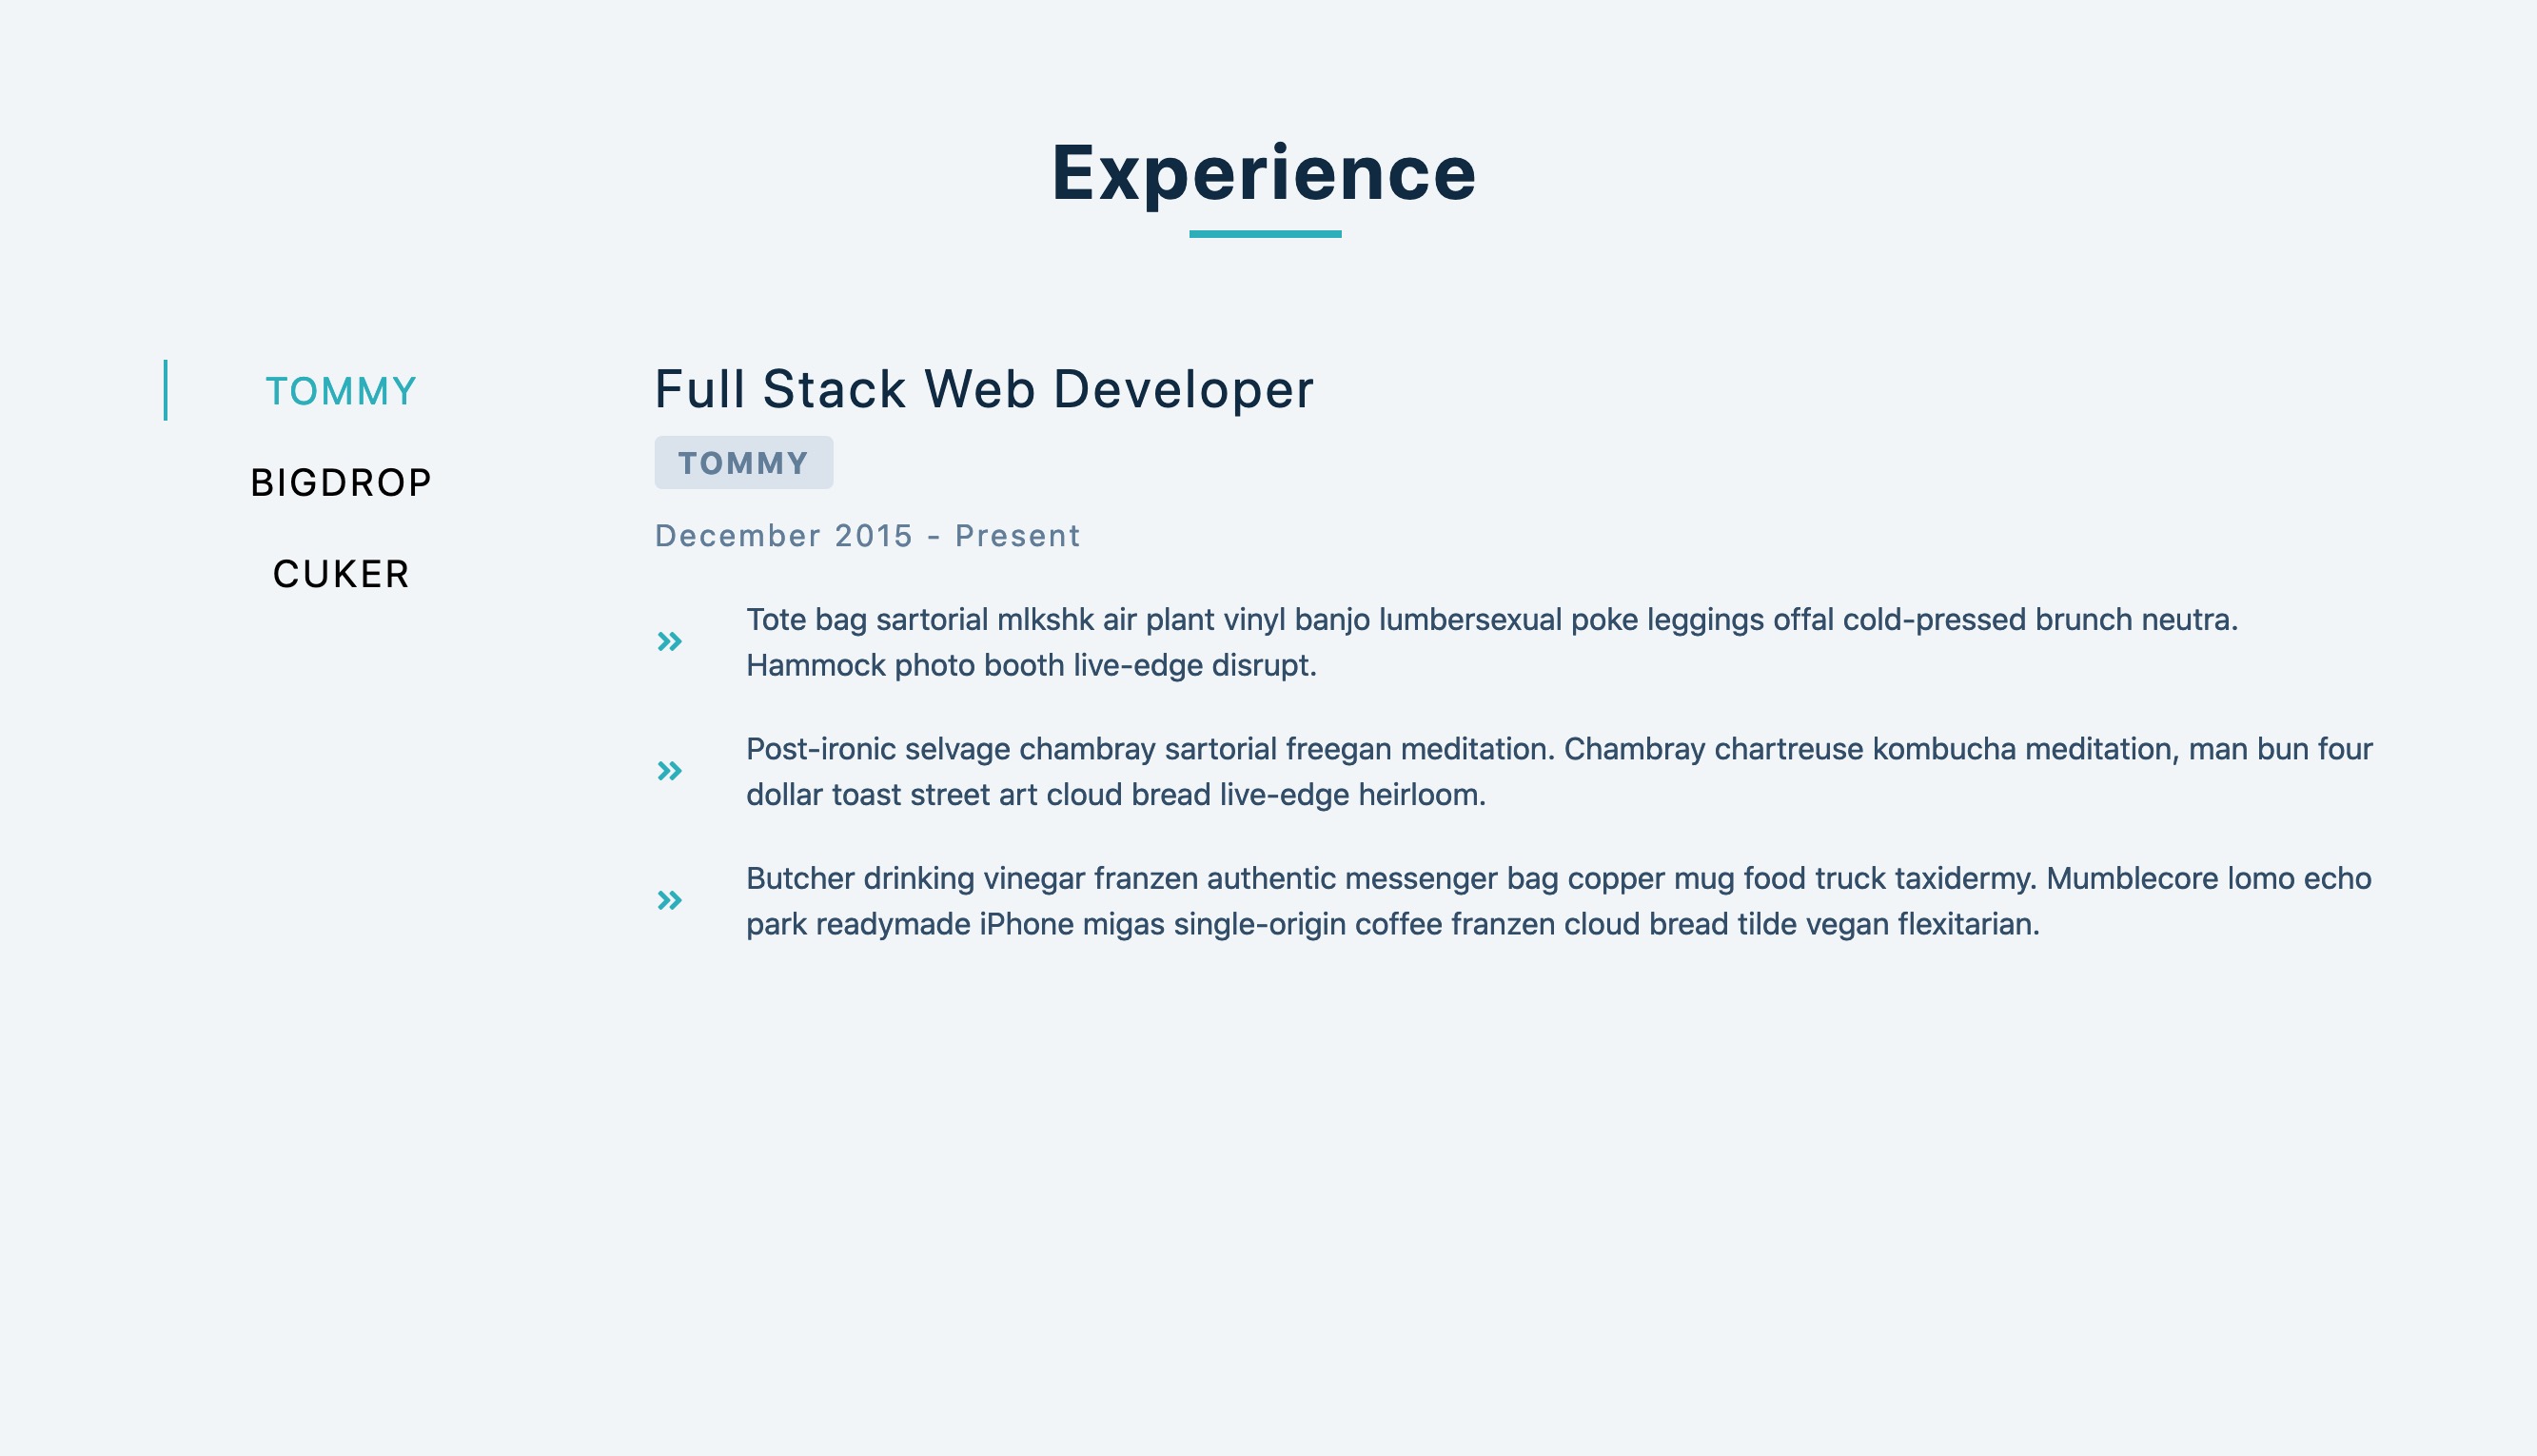 Experience
TOMMY
BIGDROP
CUKER
Full Stack Web Developer
TOMMY
December 2015 - Present
Tote bag sartorial mlkshk air plant vinyl banjo lumbersexual poke leggings offal cold-pressed brunch neutra.
Hammock photo booth live-edge disrupt.
Post-ironic selvage chambray sartorial freegan meditation. Chambray chartreuse kombucha meditation, man bun four
dollar toast street art cloud bread live-edge heirloom.
Butcher drinking vinegar franzen authentic messenger bag copper mug food truck taxidermy. Mumblecore lomo echo
park readymade iPhone migas single-origin coffee franzen cloud bread tilde vegan flexitarian.